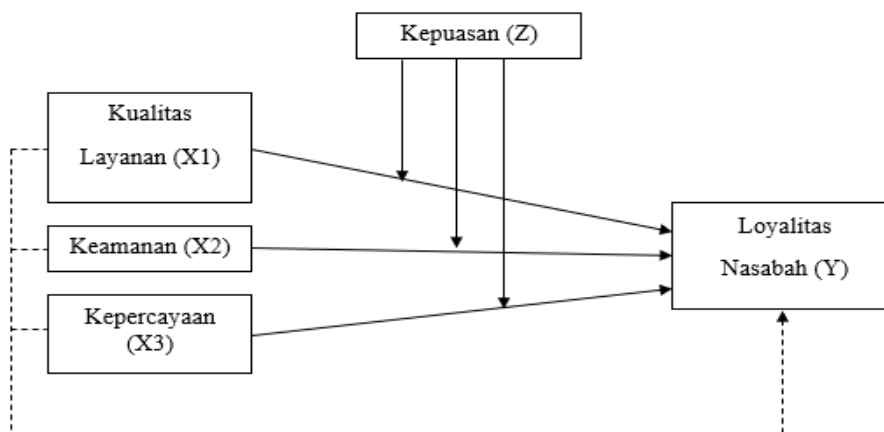 Kepuasan (Z)
Kualitas
Layanan (X1)
Keamanan (X2)
Kepercayaan
(X3)
Loyalitas
Nasabah (Y)